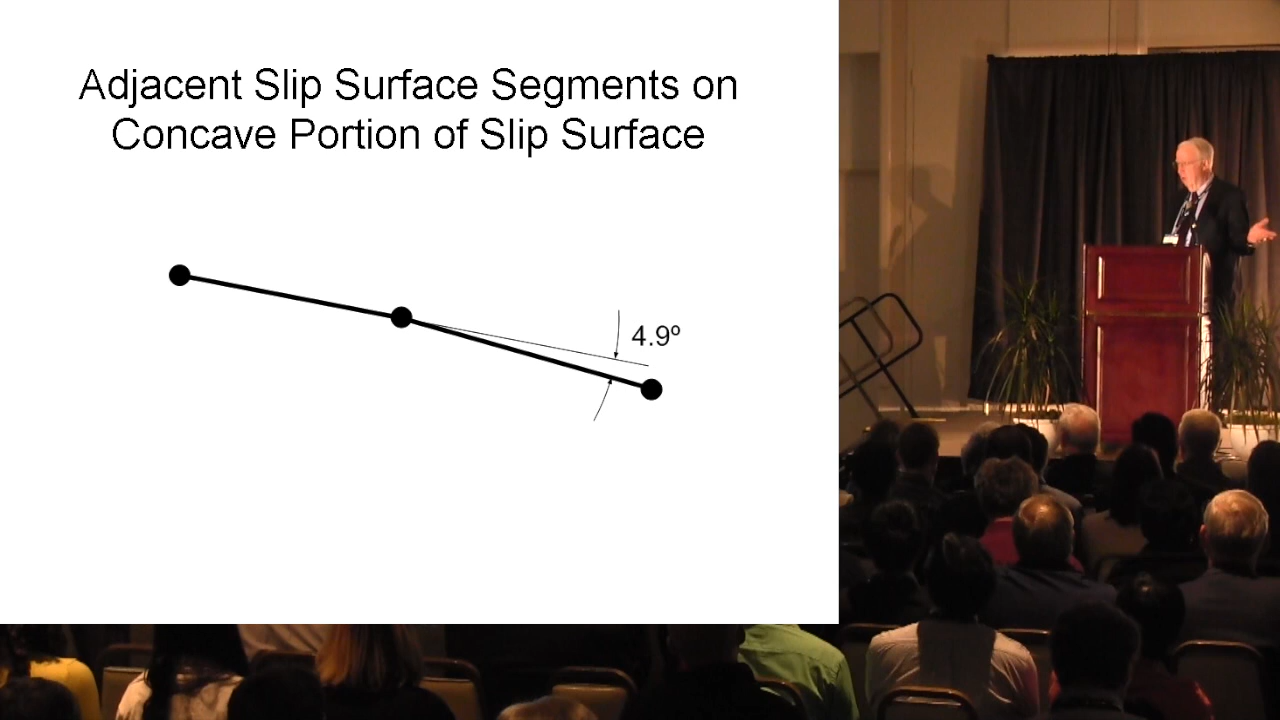 Adjacent Slip Surface Segments on
Concave Portion of Slip Surface
4.9º